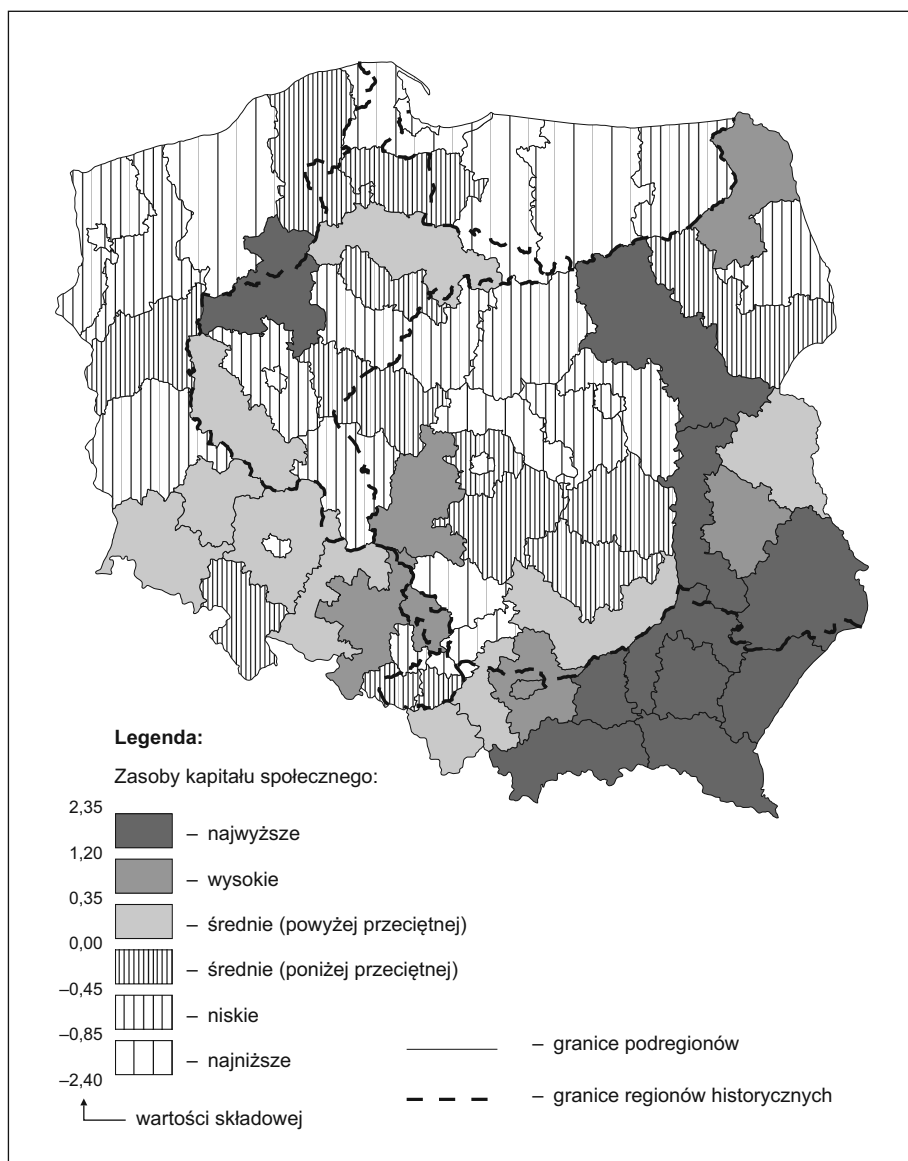 Legenda:
Zasoby kapitału społecznego:
2,35
– najwyższe
1,20
– wysokie
0,35
– średnie (powyżej przeciętnej)
0,00
– średnie (poniżej przeciętnej)
–0,45
– niskie
–0,85
– najniższe
–2,40
wartości składowej
– granice podregionów
– granice regionów historycznych